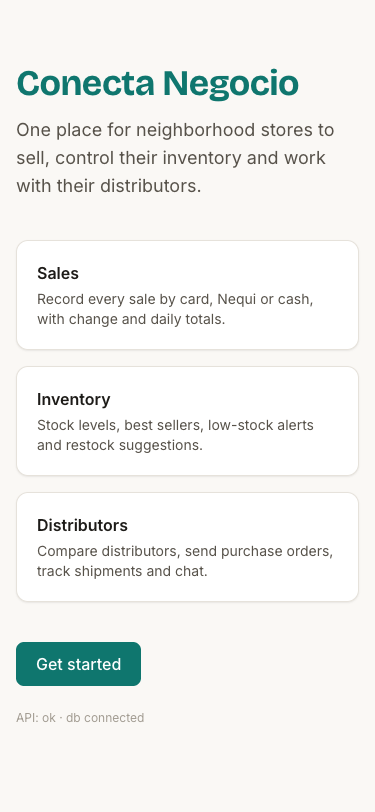 Conecta Negocio
One place for neighborhood stores to
sell, control their inventory and work
with their distributors.
Sales
Record every sale by card, Nequi or cash,
with change and daily totals.
Inventory
Stock levels, best sellers, low-stock alerts
and restock suggestions.
Distributors
Compare distributors, send purchase orders,
track shipments and chat.
Get started
API: ok · db connected